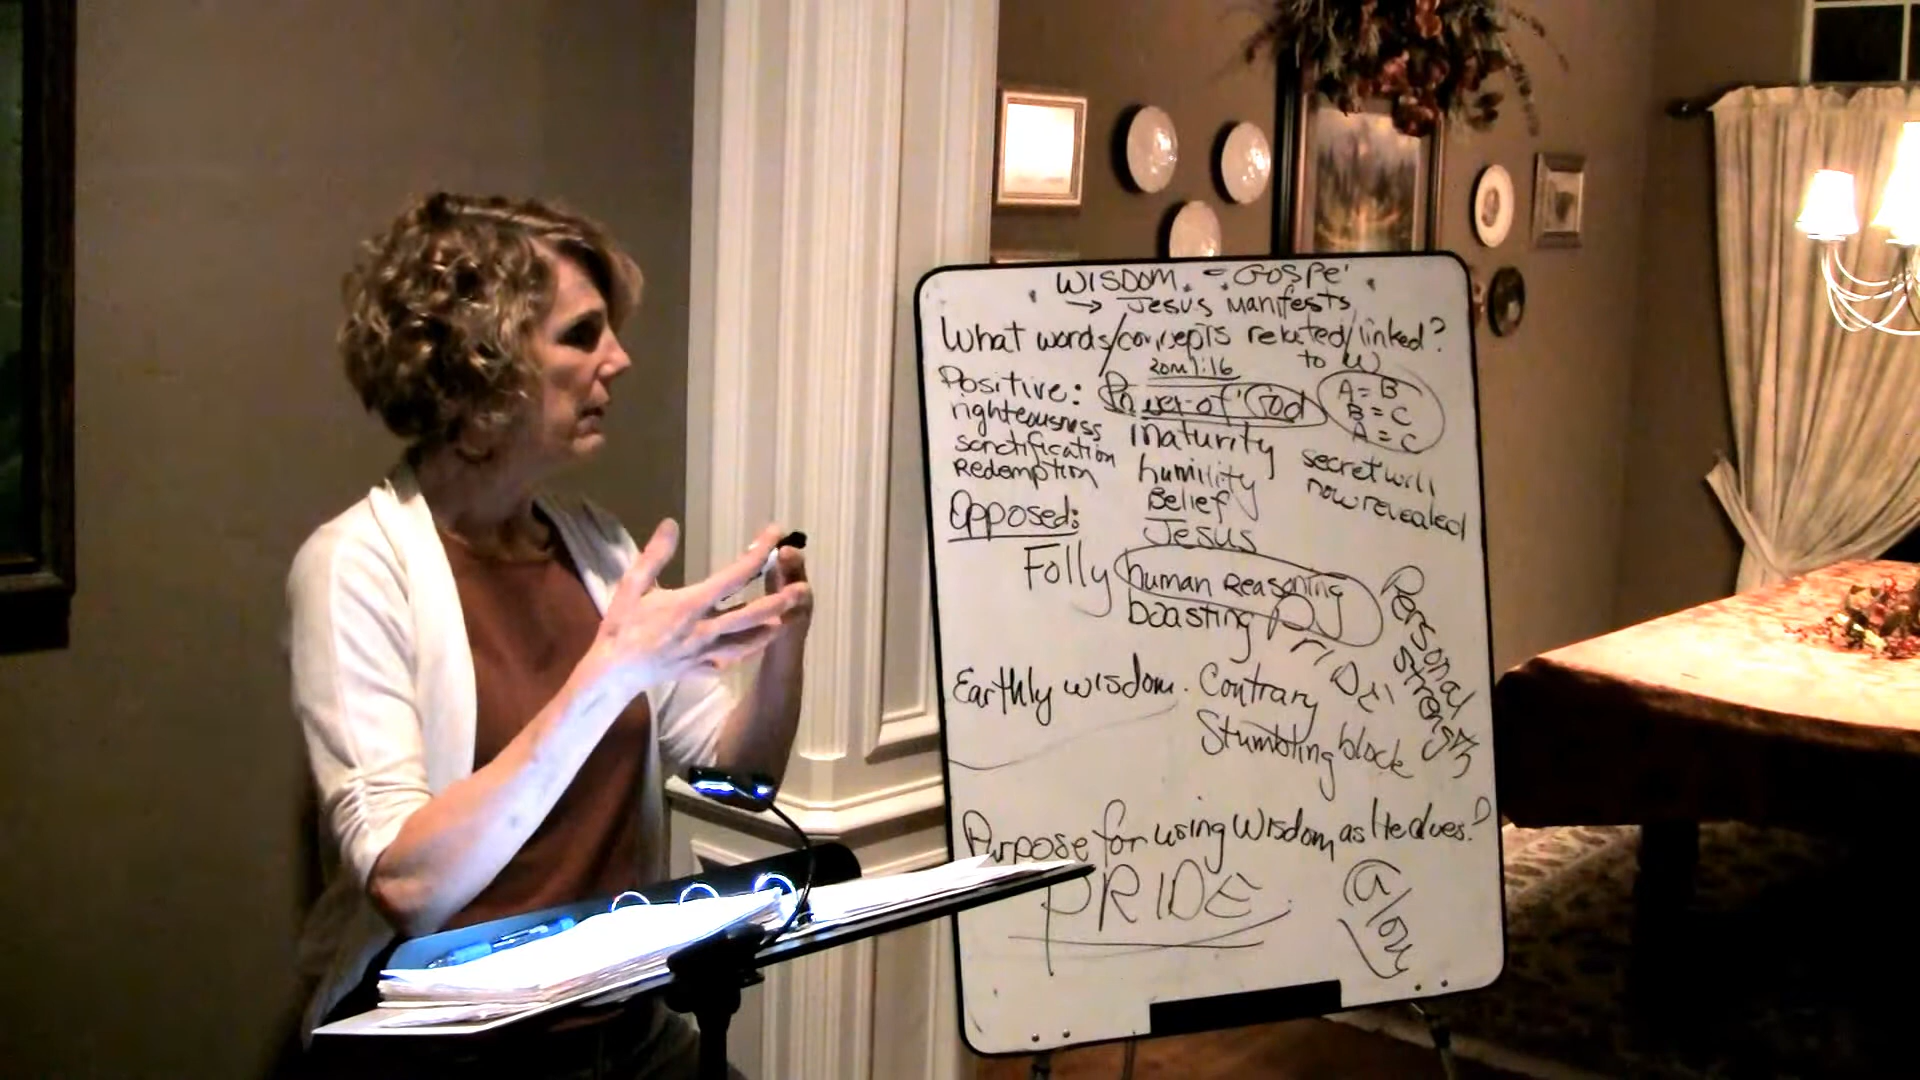 WISDOM = GOSPEl
→ Jesus manifests
What words/concepts related/linked?
to W
Rom 1:16
Positive: Power of God
righteousness
sanctification
Redemption
maturity
humility
Belief
Jesus
A = B
B = C
A = C
secret will
now revealed
Opposed:
Folly human Reasoning
boasting PRIDE!
Personal
Strength
Earthly wisdom. Contrary
Stumbling block
Purpose for using Wisdom as He does?
PRIDE
Glory